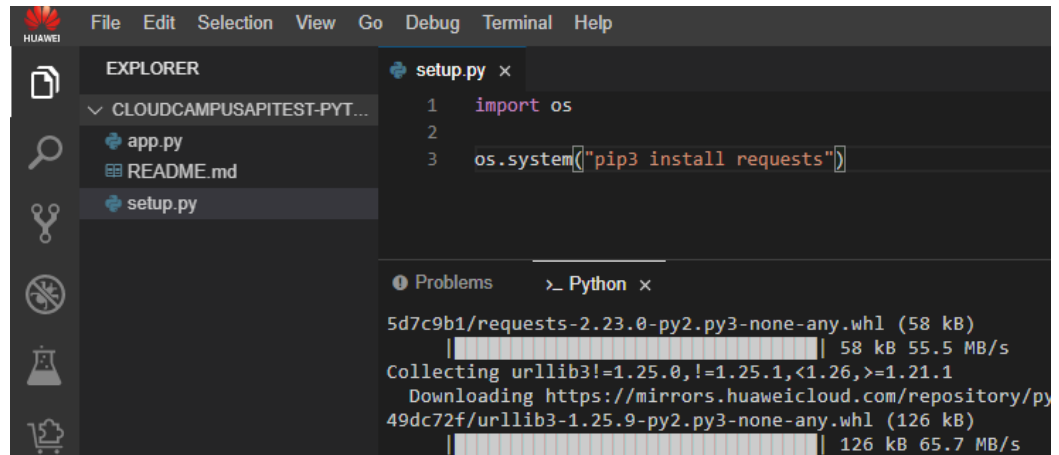 HUAWEI
File Edit Selection View Go Debug Terminal Help
EXPLORER
CLOUDCAMPUSAPITEST-PYT...
app.py
README.md
setup.py
setup.py ×
1 import os
2
3 os.system("pip3 install requests")
Problems >_ Python ×
5d7c9b1/requests-2.23.0-py2.py3-none-any.whl (58 kB)
| 58 kB 55.5 MB/s
Collecting urllib3!=1.25.0,!=1.25.1,<1.26,>=1.21.1
Downloading https://mirrors.huaweicloud.com/repository/py
49dc72f/urllib3-1.25.9-py2.py3-none-any.whl (126 kB)
| 126 kB 65.7 MB/s